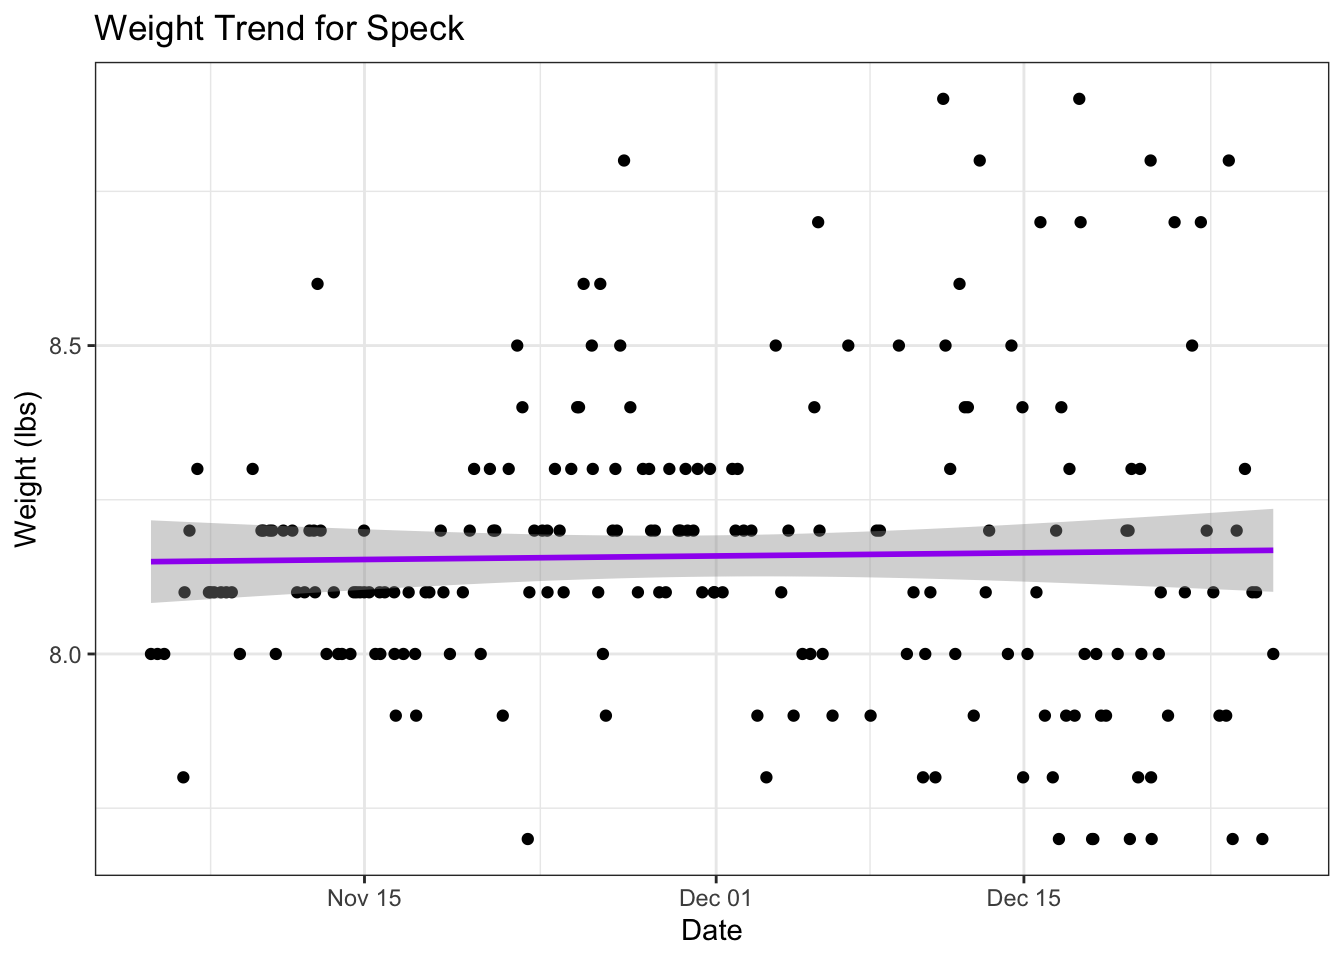 Weight Trend for Speck
Weight (lbs)
8.5
8.0
Nov 15
Dec 01
Dec 15
Date